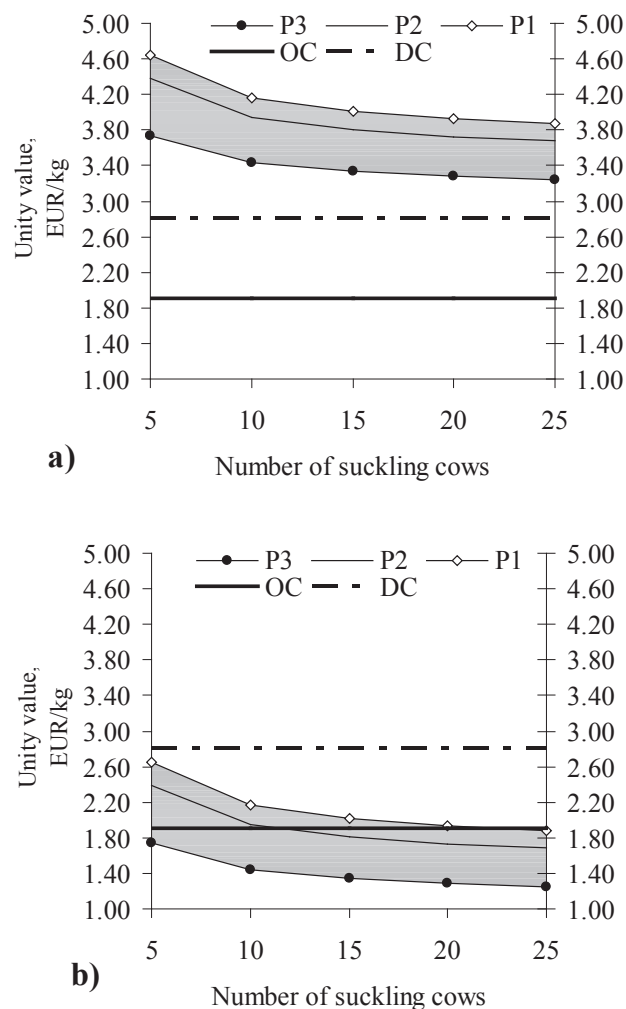 5.00 P3 P2 P1 5.00
4.60 OC DC 4.60
4.20 4.20
3.80 3.80
3.40 3.40
3.00 3.00
2.60 2.60
2.20 2.20
1.80 1.80
1.40 1.40
1.00 1.00
Unity value,
EUR/kg
5 10 15 20 25
a)
Number of suckling cows
5.00 P3 P2 P1 5.00
4.60 OC DC 4.60
4.20 4.20
3.80 3.80
3.40 3.40
3.00 3.00
2.60 2.60
2.20 2.20
1.80 1.80
1.40 1.40
1.00 1.00
Unity value,
EUR/kg
5 10 15 20 25
b)
Number of suckling cows